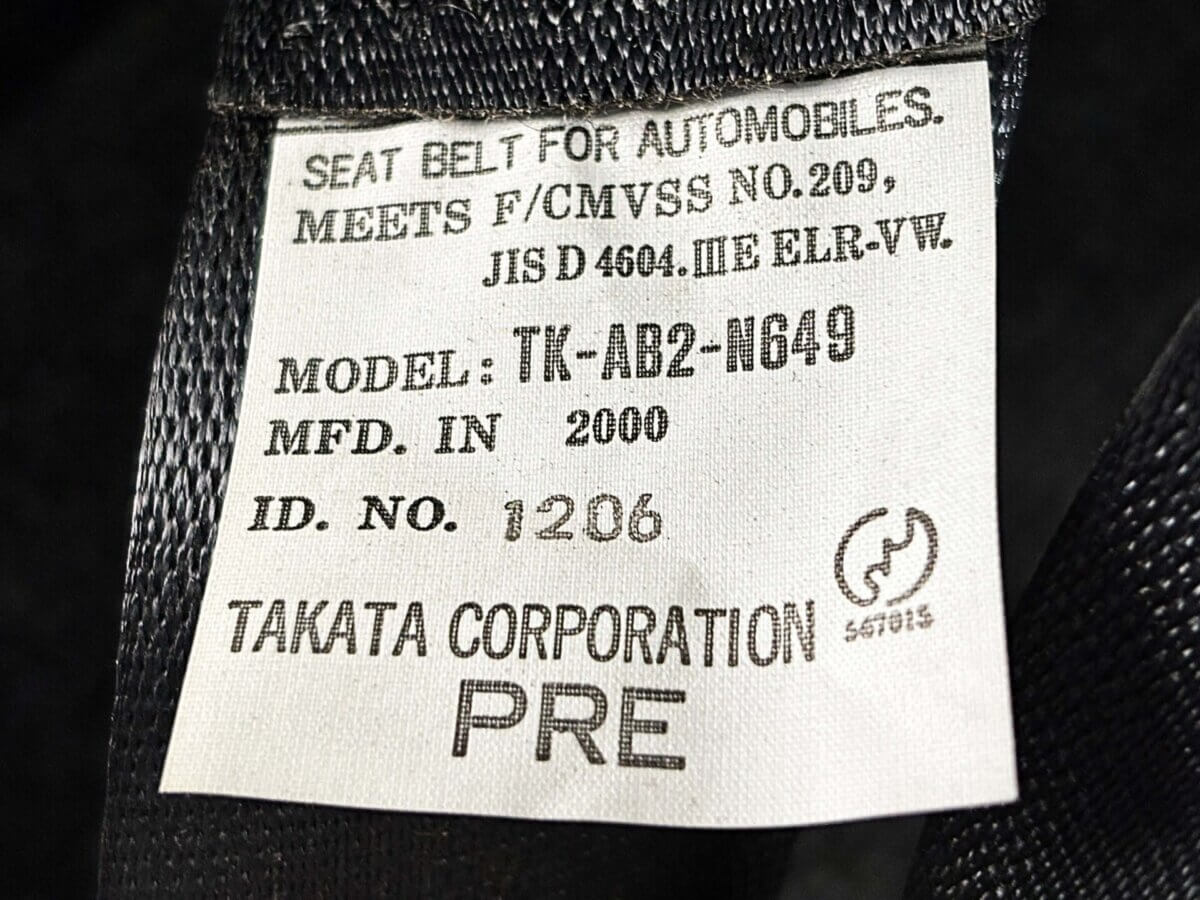 SEAT BELT FOR AUTOMOBILES.
MEETS F/CMVSS NO.209,
JIS D 4604.IIIE ELR-VW.
MODEL: TK-AB2-N649
MFD. IN 2000
ID. NO. 1206
567015
TAKATA CORPORATION
PRE